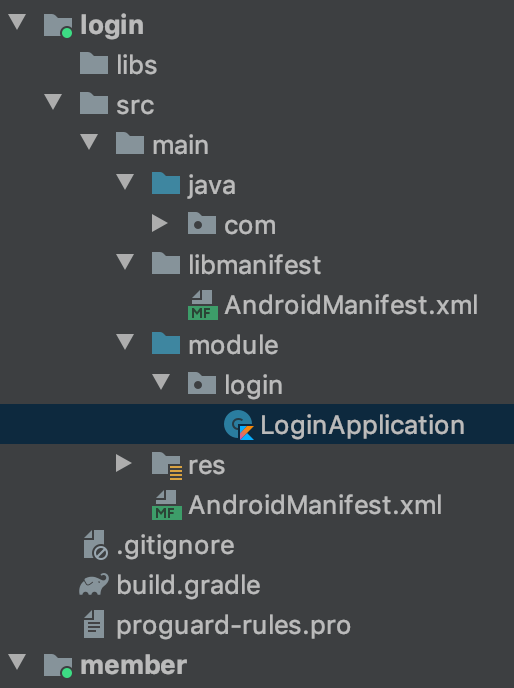 login
libs
src
main
java
com
libmanifest
MF AndroidManifest.xml
module
login
LoginApplication
res
MF AndroidManifest.xml
.gitignore
build.gradle
proguard-rules.pro
member